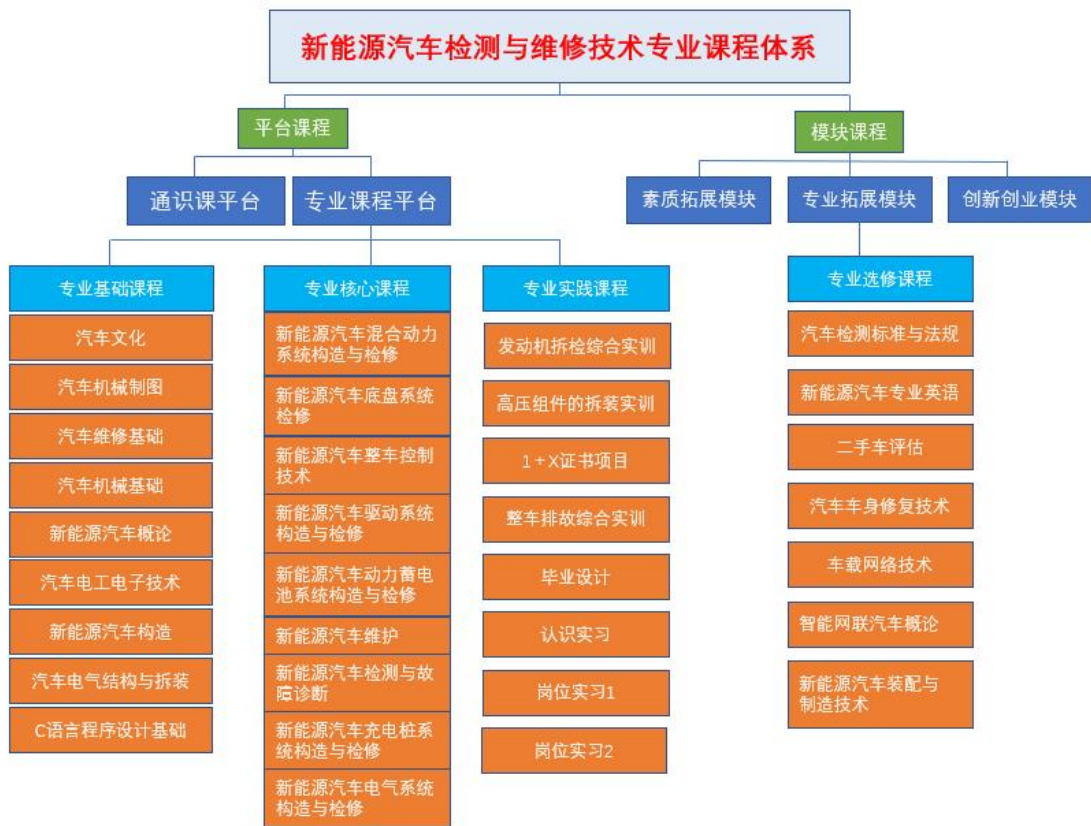 新能源汽车检测与维修技术专业课程体系
平台课程
模块课程
通识课平台
专业课程平台
素质拓展模块
专业拓展模块
创新创业模块
专业基础课程
汽车文化
汽车机械制图
汽车维修基础
汽车机械基础
新能源汽车概论
汽车电工电子技术
新能源汽车构造
汽车电气结构与拆装
C语言程序设计基础
专业核心课程
新能源汽车混合动力
系统构造与检修
新能源汽车底盘系统
检修
新能源汽车整车控制
技术
新能源汽车驱动系统
构造与检修
新能源汽车动力蓄电
池系统构造与检修
新能源汽车维护
新能源汽车检测与故
障诊断
新能源汽车充电桩系
统构造与检修
新能源汽车电气系统
构造与检修
专业实践课程
发动机拆检综合实训
高压组件的拆装实训
1+X证书项目
整车排故综合实训
毕业设计
认识实习
岗位实习1
岗位实习2
专业选修课程
汽车检测标准与法规
新能源汽车专业英语
二手车评估
汽车车身修复技术
车载网络技术
智能网联汽车概论
新能源汽车装配与
制造技术